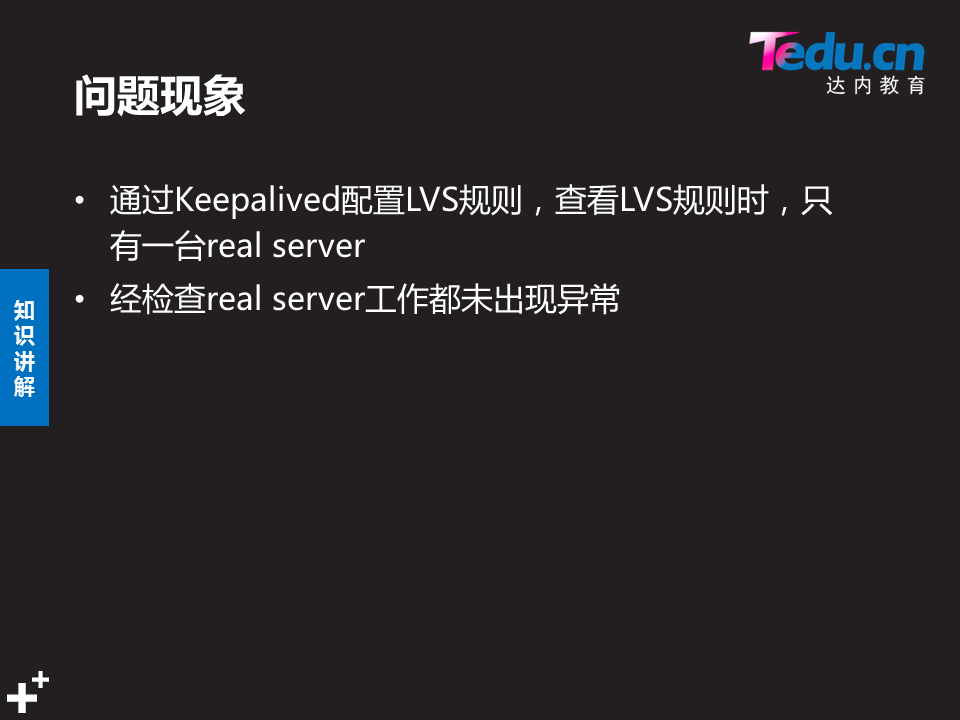 Tedu.cn
达内教育
问题现象
• 通过Keepalived配置LVS规则，查看LVS规则时，只
有一台real server
• 经检查real server工作都未出现异常
知
识
讲
解